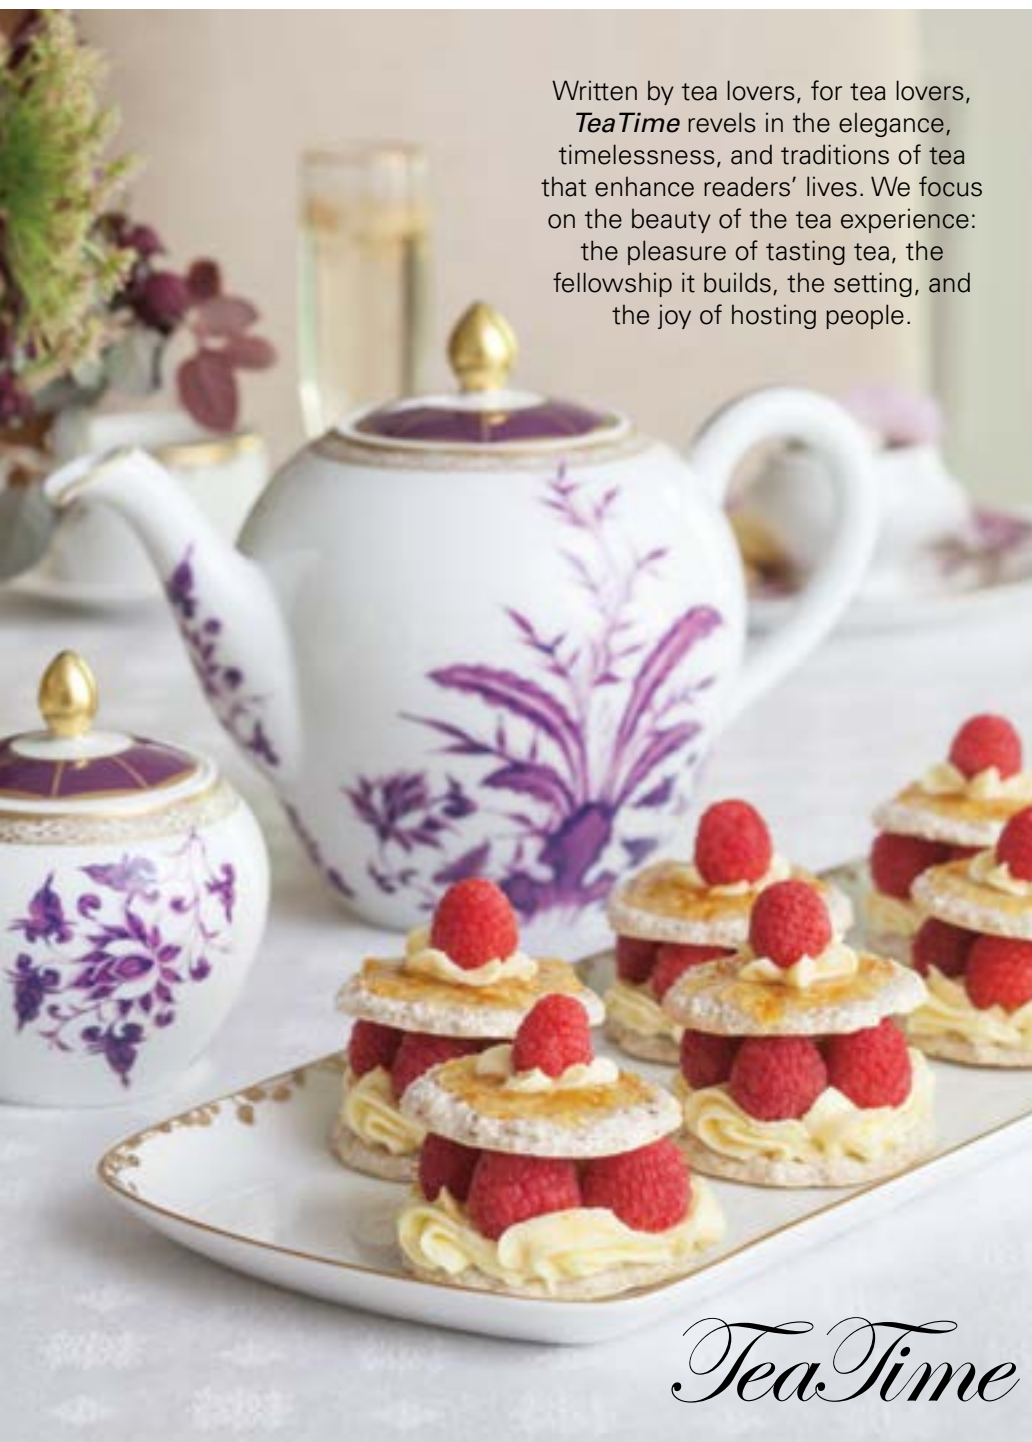 Written by tea lovers, for tea lovers,
TeaTime revels in the elegance,
timelessness, and traditions of tea
that enhance readers’ lives. We focus
on the beauty of the tea experience:
the pleasure of tasting tea, the
fellowship it builds, the setting, and
the joy of hosting people.
TeaTime